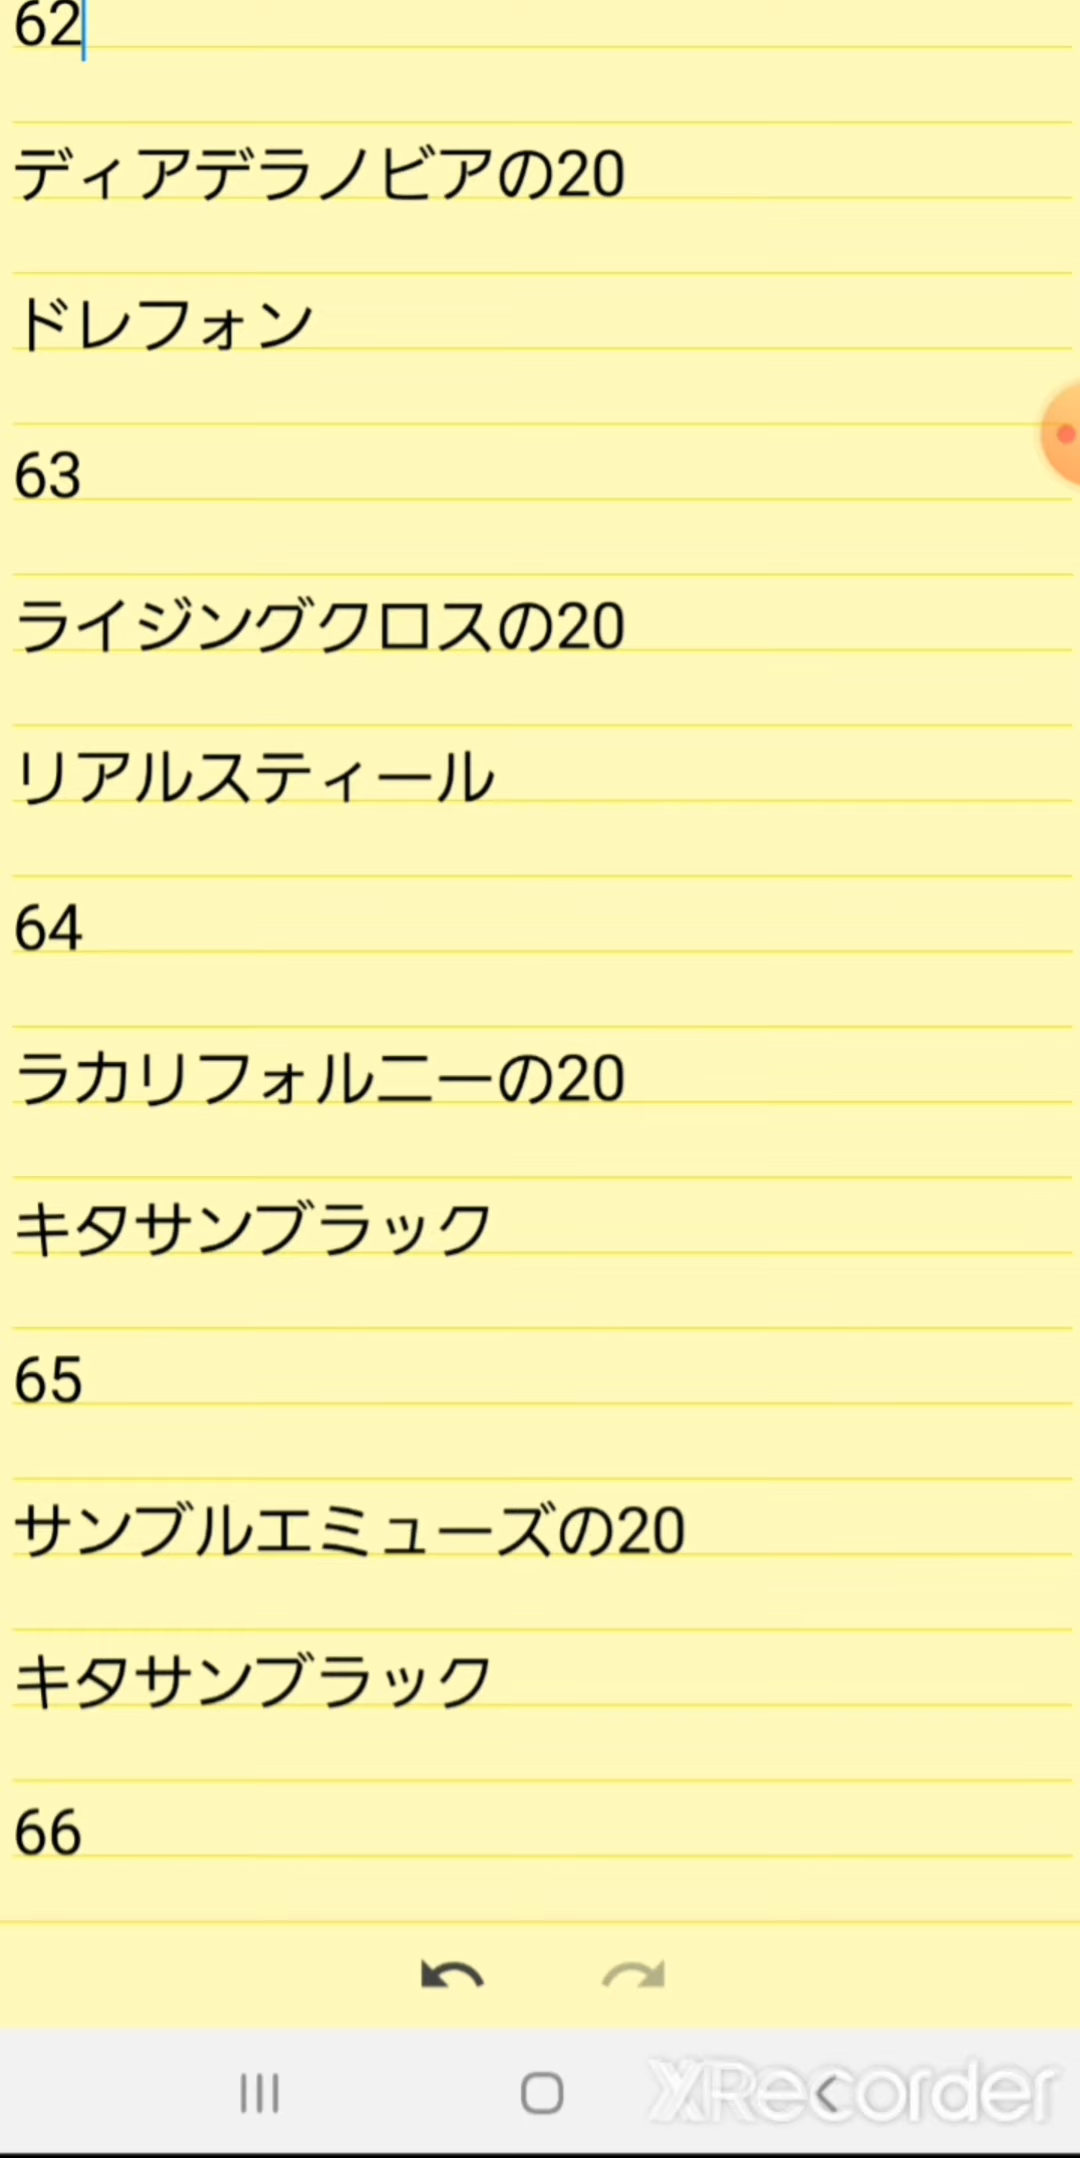 62
ディアデラノビアの20
ドレフォン
63
ライジングクロスの20
リアルスティール
64
ラカリフォルニーの20
キタサンブラック
65
サンブルエミューズの20
キタサンブラック
66
XRecorder